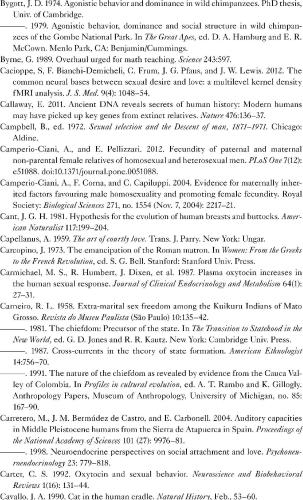 Bygott, J. D. 1974. Agonistic behavior and dominance in wild chimpanzees. PhD thesis,
Univ. of Cambridge.
———. 1979. Agonistic behavior, dominance, and social structure in wild chimpan-
zees of the Gombe National Park. In The Great Apes, ed. D. A. Hamburg and E. R.
McCown. Menlo Park, CA: Benjamin/Cummings.
Byrne, G. 1989. Overhaul urged for math teaching. Science 243:597.
Cacioppe, S, F. Bianchi-Demicheli, C. Frum, J. G. Pfaus, and J. W. Lewis. 2012. The
common neural bases between sexual desire and love: a multilevel kernel density
fMRI analysis. J. S. Med. 9(4): 1048–54.
Callaway, E. 2011. Ancient DNA reveals secrets of human history: Modern humans
may have picked up key genes from extinct relatives. Nature 476:136–37.
Campbell, B., ed. 1972. Sexual selection and the Descent of man, 1871–1971. Chicago:
Aldine.
Camperio-Ciani, A., and E. Pellizzari. 2012. Fecundity of paternal and maternal
non-parental female relatives of homosexual and heterosexual men. PLoS One 7(12):
e51088. doi:10.1371/journal.pone.0051088.
Camperio-Ciani, A., F. Corna, and C. Capiluppi. 2004. Evidence for maternally inher-
ited factors favouring male homosexuality and promoting female fecundity. Royal
Society: Biological Sciences 271, no. 1554 (Nov. 7, 2004): 2217–21.
Cant, J. G. H. 1981. Hypothesis for the evolution of human breasts and buttocks. Amer-
ican Naturalist 117:199–204.
Capellanus, A. 1959. The art of courtly love. Trans. J. Parry. New York: Ungar.
Carcopino, J. 1973. The emancipation of the Roman matron. In Women: From the Greeks
to the French Revolution, ed. S. G. Bell. Stanford: Stanford Univ. Press.
Carmichael, M. S., R. Humbert, J. Dixen, et al. 1987. Plasma oxytocin increases in
the human sexual response. Journal of Clinical Endocrinology and Metabolism 64(1):
27–31.
Carneiro, R. L. 1958. Extra-marital sex freedom among the Kuikuru Indians of Mato
Grosso. Revista do Museu Paulista (São Paulo) 10:135–42.
———. 1981. The chiefdom: Precursor of the state. In The Transition to Statehood in the
New World, ed. G. D. Jones and R. R. Kautz. New York: Cambridge Univ. Press.
———. 1987. Cross-currents in the theory of state formation. American Ethnologist
14:756–70.
———. 1991. The nature of the chiefdom as revealed by evidence from the Cauca Val-
ley of Colombia. In Profiles in cultural evolution, ed. A. T. Rambo and K. Gillogly.
Anthropology Papers, Museum of Anthropology, University of Michigan, no. 85:
167–90.
Carretero, M., J. M. Bermúdez de Castro, and E. Carbonell. 2004. Auditory capacities
in Middle Pleistocene humans from the Sierra de Atapuerca in Spain. Proceedings of
the National Academy of Sciences 101 (27): 9976–81.
———. 1998. Neuroendocrine perspectives on social attachment and love. Psychoneu-
roendocrinology 23: 779–818.
Carter, C. S. 1992. Oxytocin and sexual behavior. Neuroscience and Biobehavioral
Reviews 1(16): 131–44.
Cavallo, J. A. 1990. Cat in the human cradle. Natural History, Feb., 53–60.